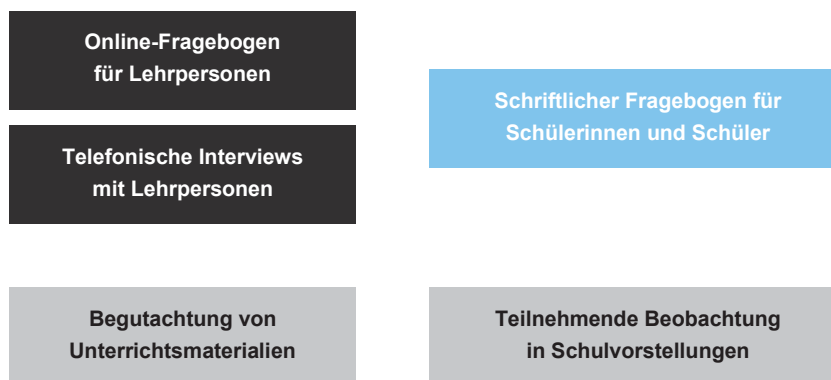 Online-Fragebogen
für Lehrpersonen
Telefonische Interviews
mit Lehrpersonen
Schriftlicher Fragebogen für
Schülerinnen und Schüler
Begutachtung von
Unterrichtsmaterialien
Teilnehmende Beobachtung
in Schulvorstellungen